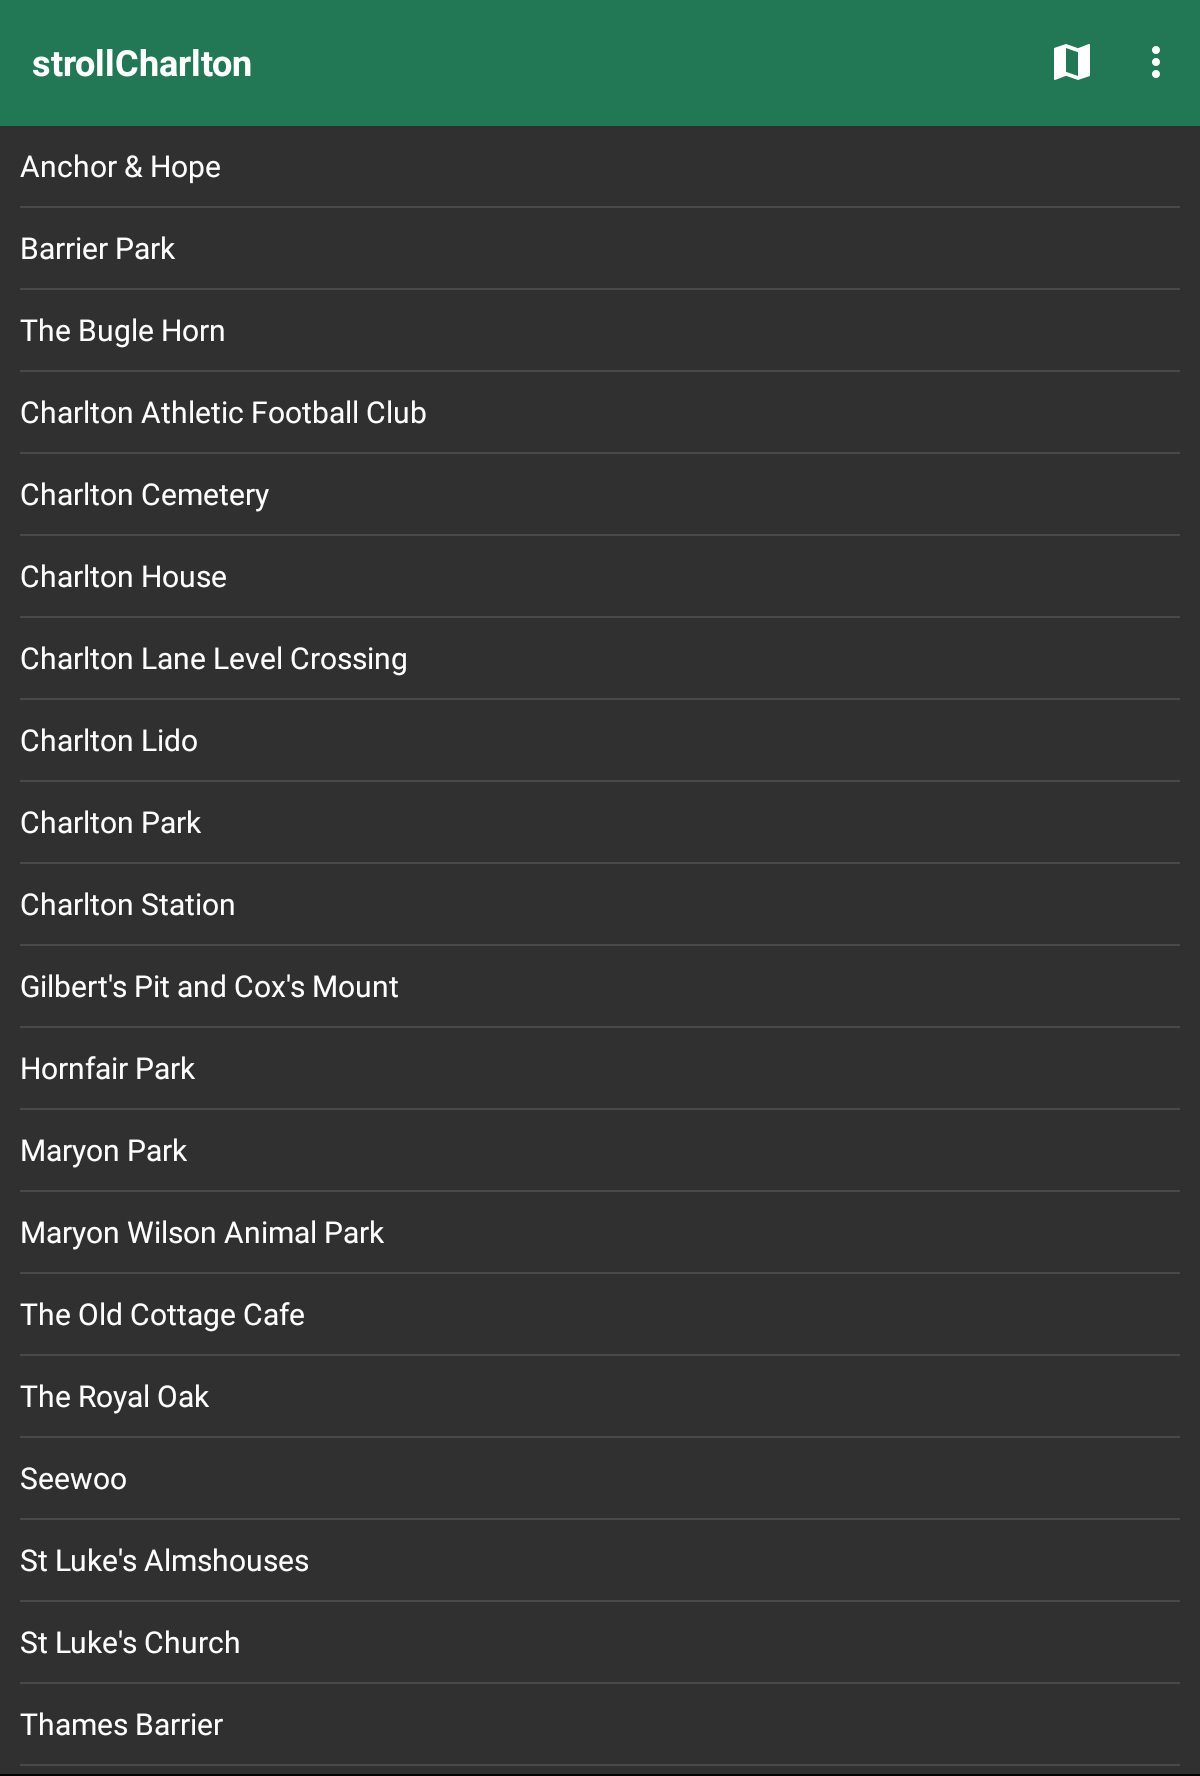 strollCharlton
Anchor & Hope
Barrier Park
The Bugle Horn
Charlton Athletic Football Club
Charlton Cemetery
Charlton House
Charlton Lane Level Crossing
Charlton Lido
Charlton Park
Charlton Station
Gilbert's Pit and Cox's Mount
Hornfair Park
Maryon Park
Maryon Wilson Animal Park
The Old Cottage Cafe
The Royal Oak
Seewoo
St Luke's Almshouses
St Luke's Church
Thames Barrier